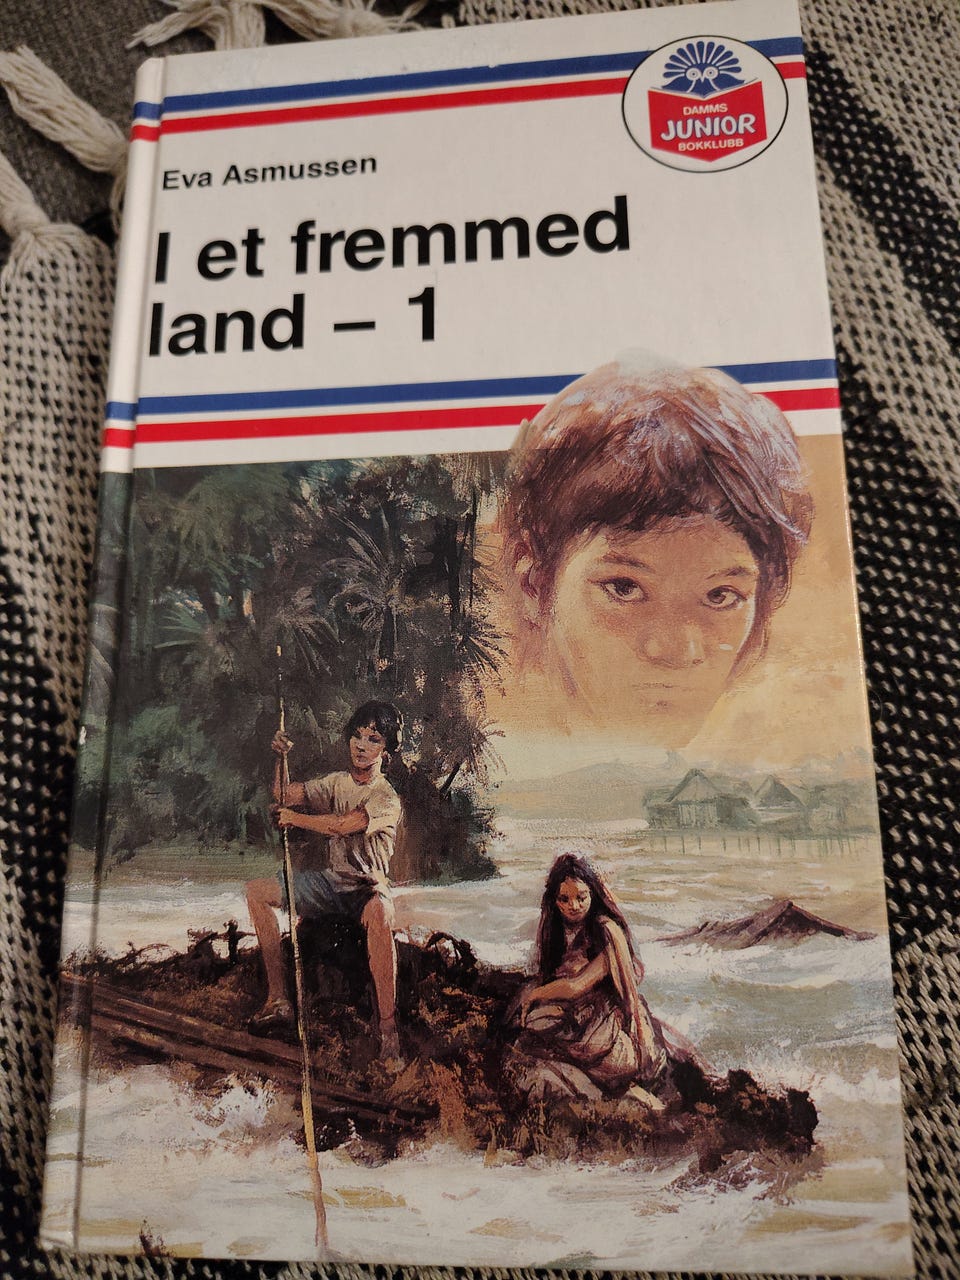 DAMMS
JUNIOR
BOKKLUBB
Eva Asmussen
I et fremmed
land – 1